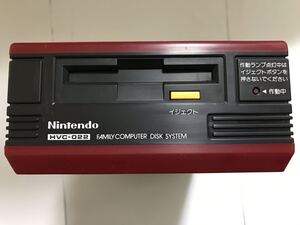 作動ランプ点灯中は
イジェクトボタンを
押さないでください
◀ 作動中
イジェクト
Nintendo
HVC-022 FAMILY COMPUTER DISK SYSTEM